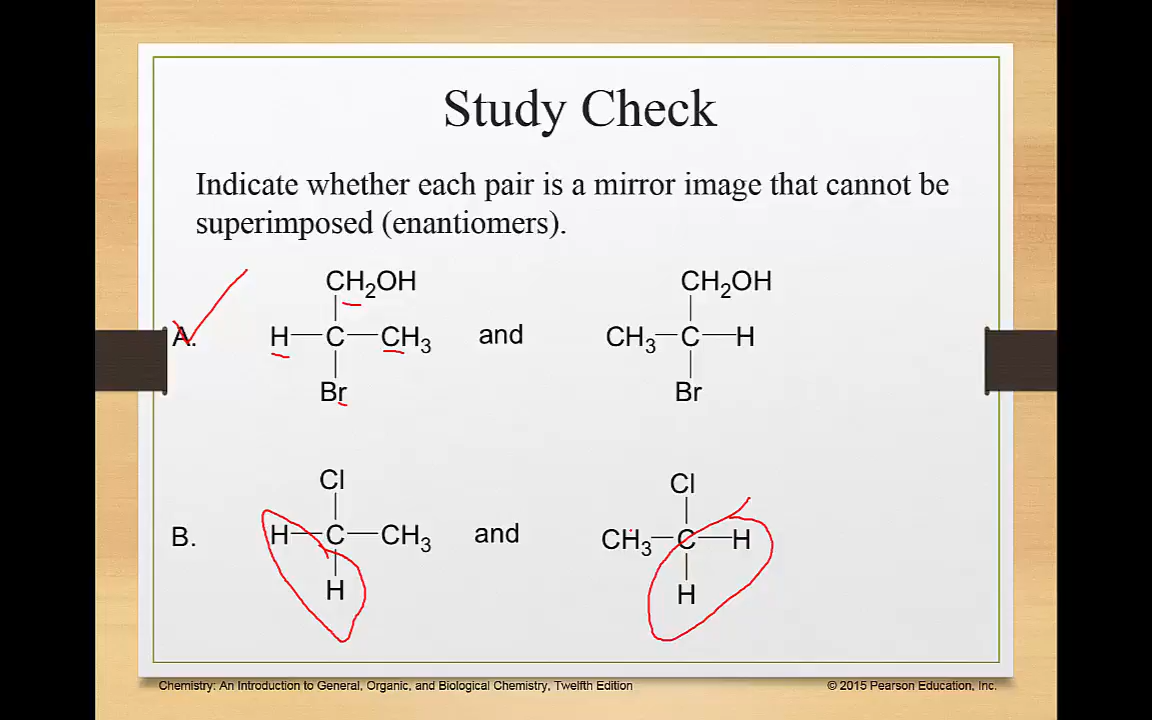 Study Check
Indicate whether each pair is a mirror image that cannot be
superimposed (enantiomers).
CH₂OH CH₂OH
A. H C CH₃ and CH₃ C H
Br Br
Cl Cl
B. H C CH₃ and CH₃ C H
H H
Chemistry: An Introduction to General, Organic, and Biological Chemistry, Twelfth Edition © 2015 Pearson Education, Inc.